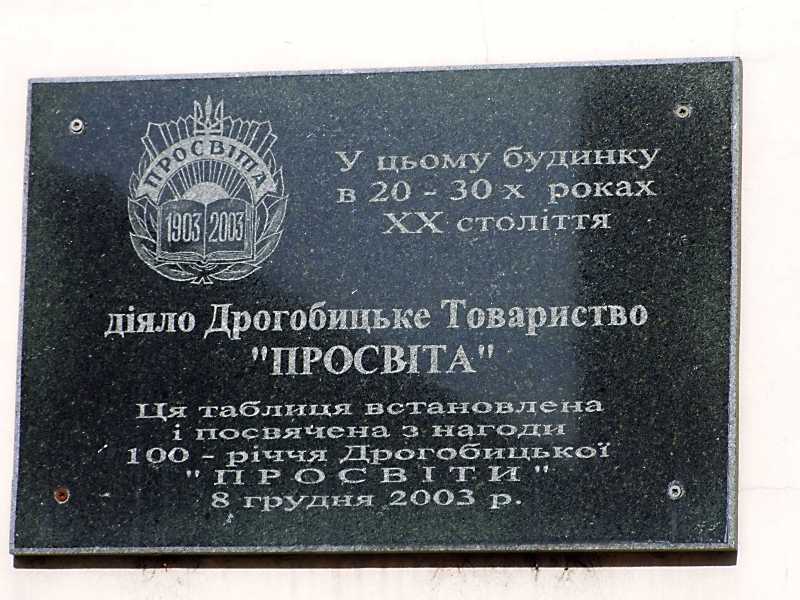 ПРОСВІТА
1903 2003
У цьому будинку
в 20 - 30 х роках
XX століття
діяло Дрогобицьке Товариство
"ПРОСВІТА"
Ця таблиця встановлена
і посвячена з нагоди
100 - річчя Дрогобицької
"ПРОСВІТИ"
8 грудня 2003 р.